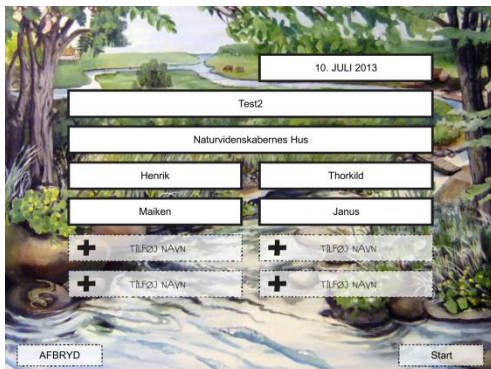 10. JULI 2013
Test2
Naturvidenskabernes Hus
Henrik Thorkild
Maiken Janus
TILFØJ NAVN TILFØJ NAVN
TILFØJ NAVN TILFØJ NAVN
AFBRYD Start